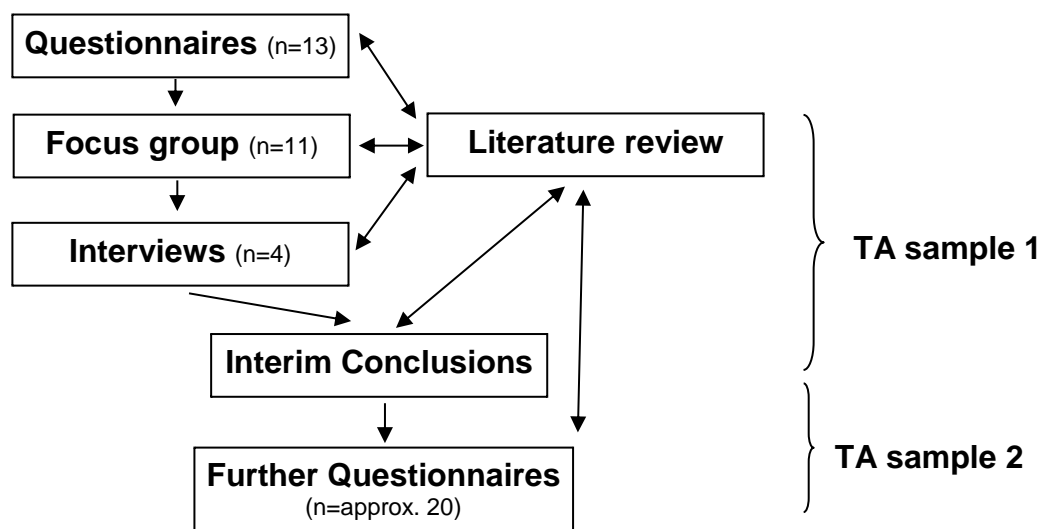 Questionnaires (n=13)
Focus group (n=11)
Literature review
Interviews (n=4)
TA sample 1
Interim Conclusions
Further Questionnaires
(n=approx. 20)
TA sample 2